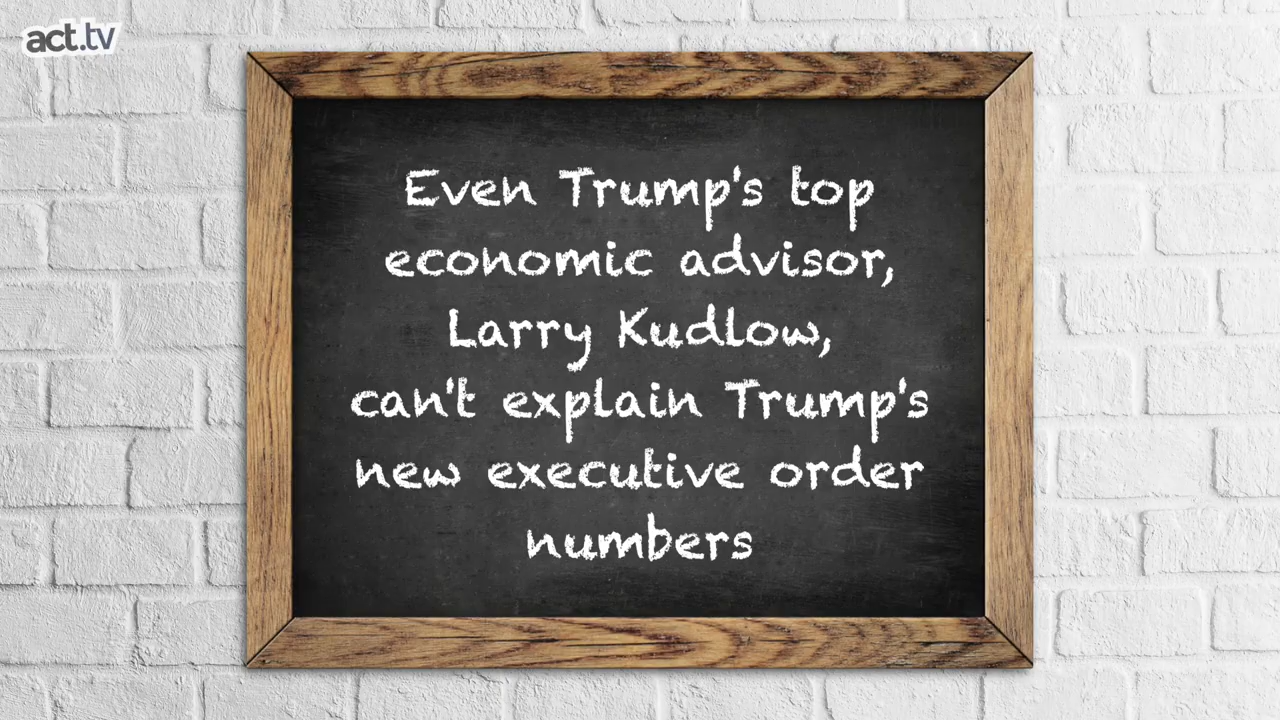 act.tv
Even Trump's top
economic advisor,
Larry Kudlow,
can't explain Trump's
new executive order
numbers